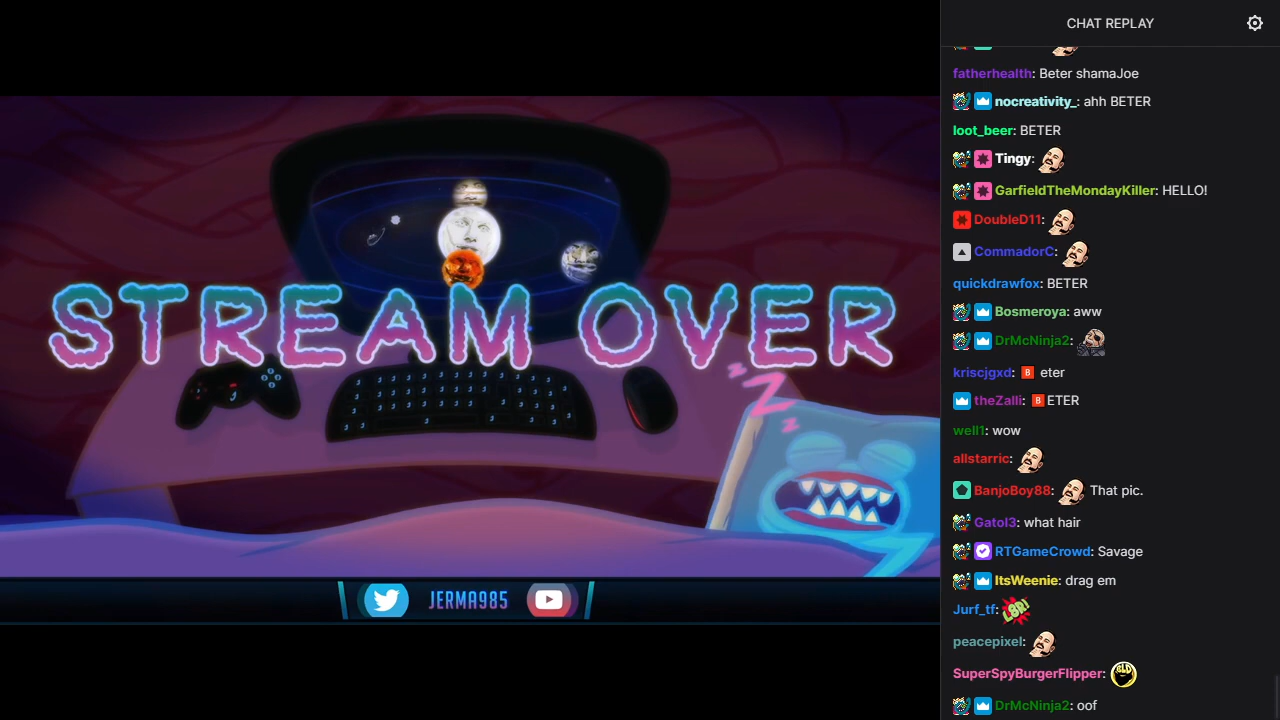 STREAM OVER
JERMA985
CHAT REPLAY
fatherhealth: Beter shamaJoe
nocreativity_: ahh BETER
loot_beer: BETER
Tingy:
GarfieldTheMondayKiller: HELLO!
DoubleD11:
CommadorC:
quickdrawfox: BETER
Bosmeroya: aww
DrMcNinja2:
kriscjgxd: B eter
theZalli: B ETER
well1: wow
allstarric:
BanjoBoy88: That pic.
Gatol3: what hair
RTGameCrowd: Savage
ItsWeenie: drag em
Jurf_tf:
peacepixel:
SuperSpyBurgerFlipper:
DrMcNinja2: oof